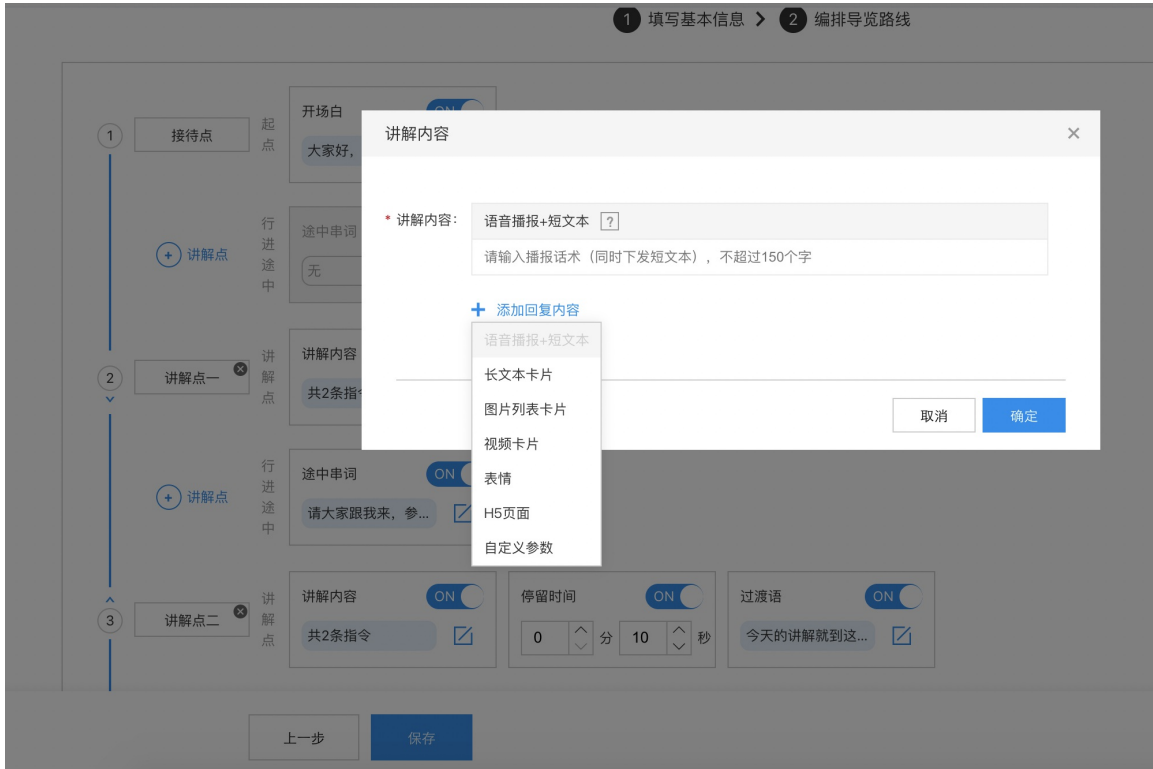 1 填写基本信息 > 2 编排导览路线
开场白 ON
1 接待点 起点
大家好,
讲解内容 ×
* 讲解内容: 语音播报+短文本 ?
请输入播报话术（同时下发短文本）, 不超过150个字
+ 讲解点 行进途中
途中串词
无
+ 添加回复内容
语音播报+短文本
长文本卡片
图片列表卡片
视频卡片
表情
H5页面
自定义参数
取消 确定
2 讲解点一 讲解点
讲解内容
共2条指令
+ 讲解点 行进途中
途中串词 ON
请大家跟我来, 参...
3 讲解点二 讲解点
讲解内容 ON 停留时间 ON 过渡语 ON
共2条指令 0 分 10 秒 今天的讲解就到这...
上一步 保存